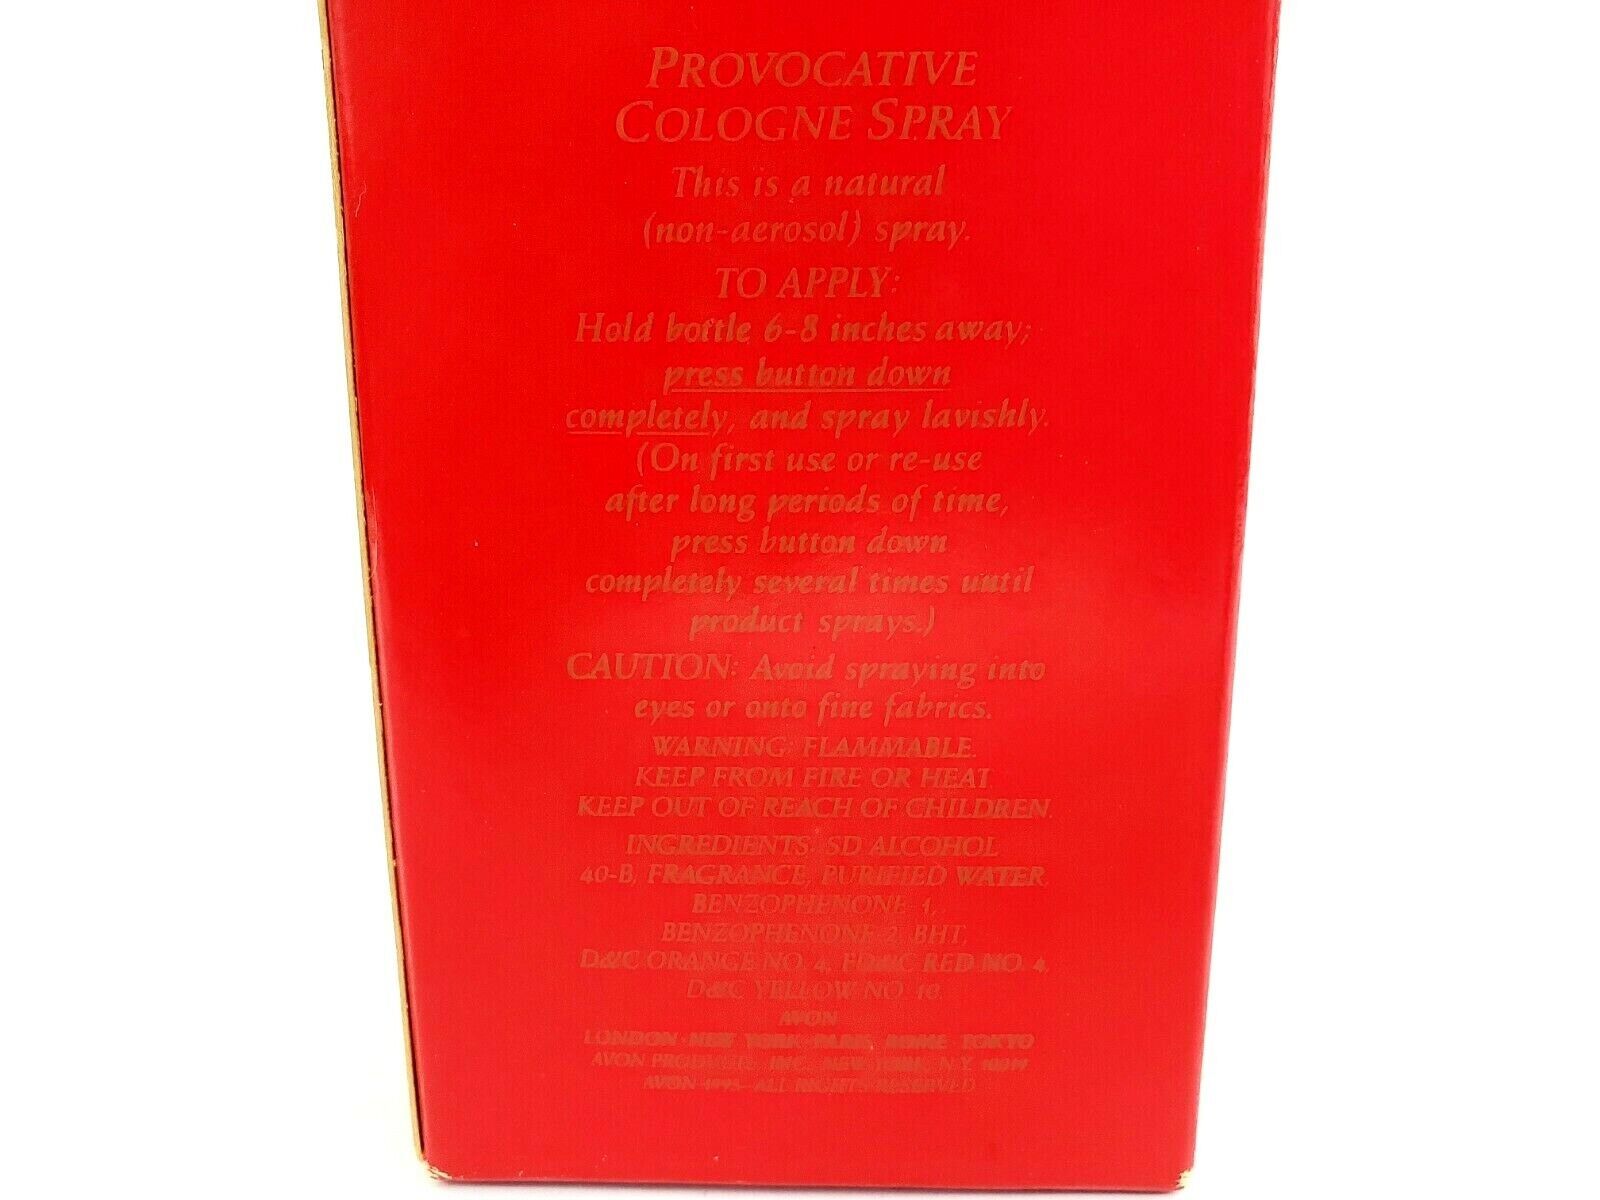 PROVOCATIVE
COLOGNE SPRAY
This is a natural
(non-aerosol) spray.
TO APPLY:
Hold bottle 6-8 inches away;
press button down
completely, and spray lavishly.
(On first use or re-use
after long periods of time,
press button down
completely several times until
product sprays.)
CAUTION: Avoid spraying into
eyes or onto fine fabrics.
WARNING: FLAMMABLE.
KEEP FROM FIRE OR HEAT.
KEEP OUT OF REACH OF CHILDREN.
INGREDIENTS: SD ALCOHOL
40-B, FRAGRANCE, PURIFIED WATER,
BENZOPHENONE-1,
BENZOPHENONE-2, BHT,
D&C ORANGE NO. 4, FD&C RED NO. 4,
D&C YELLOW NO. 10.
AVON
LONDON NEW YORK PARIS ROME TOKYO
AVON PRODUCTS, INC., NEW YORK, N.Y. 10019
AVON ALL RIGHTS RESERVED